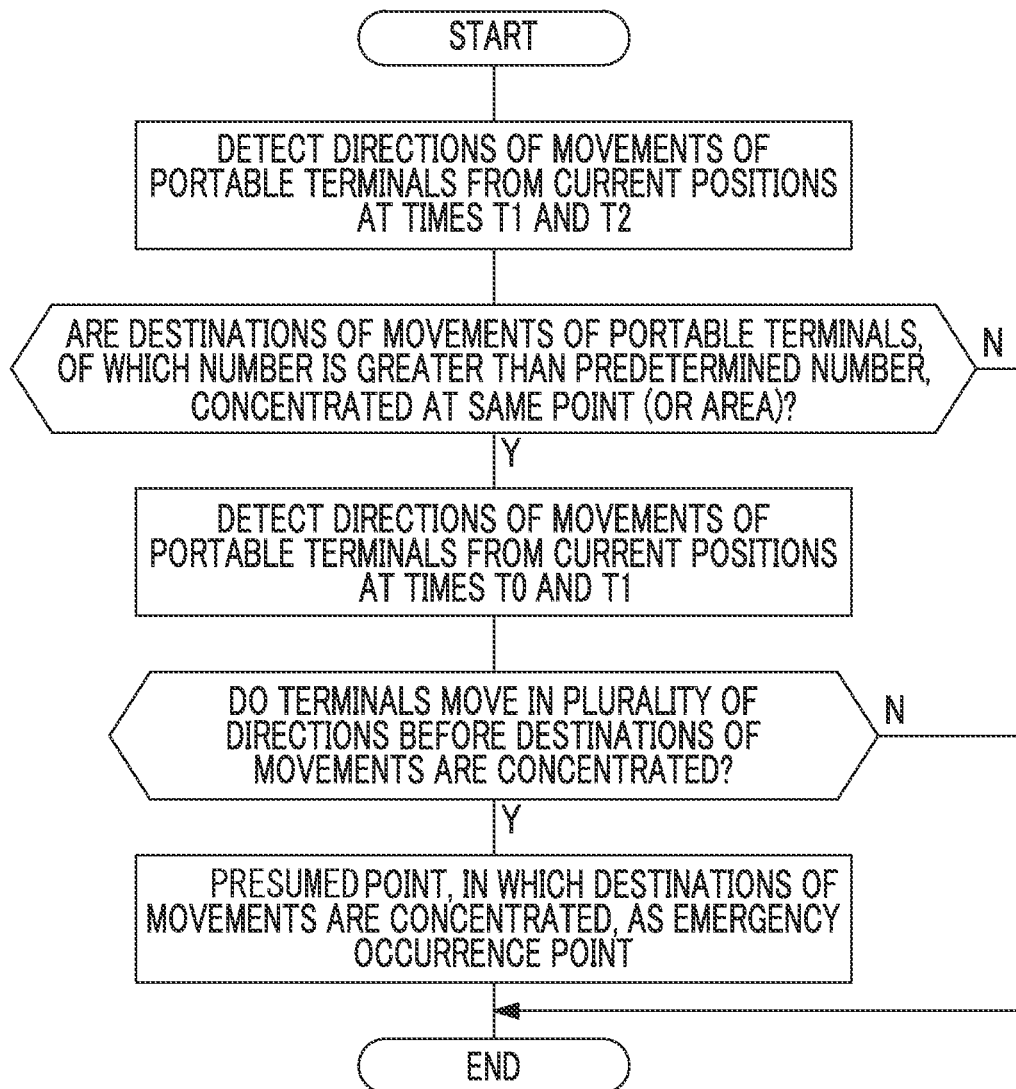 START
DETECT DIRECTIONS OF MOVEMENTS OF
PORTABLE TERMINALS FROM CURRENT POSITIONS
AT TIMES T1 AND T2
ARE DESTINATIONS OF MOVEMENTS OF PORTABLE TERMINALS,
OF WHICH NUMBER IS GREATER THAN PREDETERMINED NUMBER,
CONCENTRATED AT SAME POINT (OR AREA)?
N
Y
DETECT DIRECTIONS OF MOVEMENTS OF
PORTABLE TERMINALS FROM CURRENT POSITIONS
AT TIMES T0 AND T1
DO TERMINALS MOVE IN PLURALITY OF
DIRECTIONS BEFORE DESTINATIONS OF
MOVEMENTS ARE CONCENTRATED?
N
Y
PRESUMED POINT, IN WHICH DESTINATIONS OF
MOVEMENTS ARE CONCENTRATED, AS EMERGENCY
OCCURRENCE POINT
END